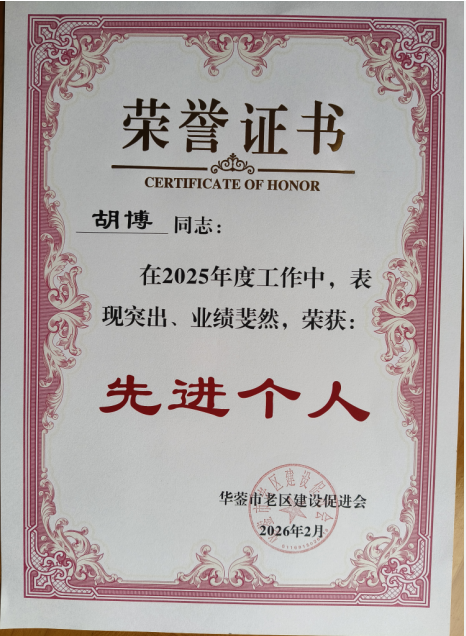 荣誉证书
CERTIFICATE OF HONOR
胡博 同志：
在2025年度工作中，表
现突出、业绩斐然，荣获：
先进个人
华蓥市老区建设促进会
2026年2月